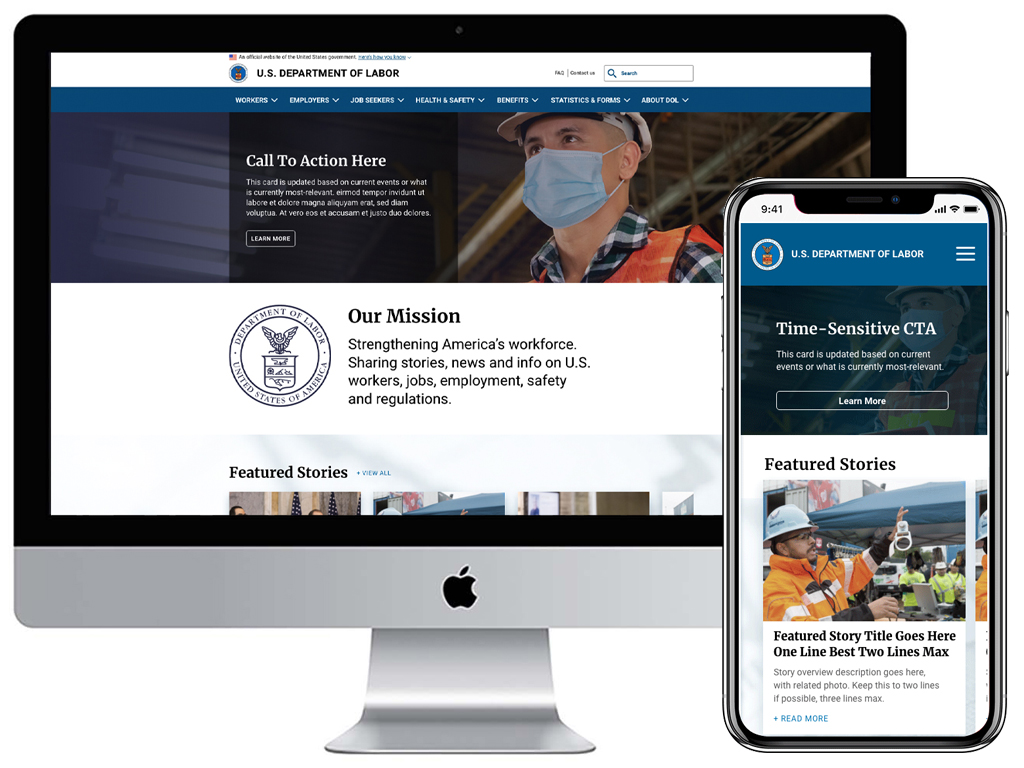 An official website of the United States government. Here's how you know
U.S. DEPARTMENT OF LABOR
FAQ | Contact us
Search
WORKERS
EMPLOYERS
JOB SEEKERS
HEALTH & SAFETY
BENEFITS
STATISTICS & FORMS
ABOUT DOL
Call To Action Here
This card is updated based on current events or what
is currently most-relevant. eirmod tempor invidunt ut
labore et dolore magna aliquyam erat, sed diam
voluptua. At vero eos et accusam et justo duo dolores.
LEARN MORE
DEPARTMENT OF LABOR
UNITED STATES OF AMERICA
Our Mission
Strengthening America's workforce.
Sharing stories, news and info on U.S.
workers, jobs, employment, safety
and regulations.
Featured Stories
+ VIEW ALL
9:41
U.S. DEPARTMENT OF LABOR
Time-Sensitive CTA
This card is updated based on current
events or what is currently most-relevant.
Learn More
Featured Stories
Featured Story Title Goes Here
One Line Best Two Lines Max
Story overview description goes here,
with related photo. Keep this to two lines
if possible, three lines max.
+ READ MORE